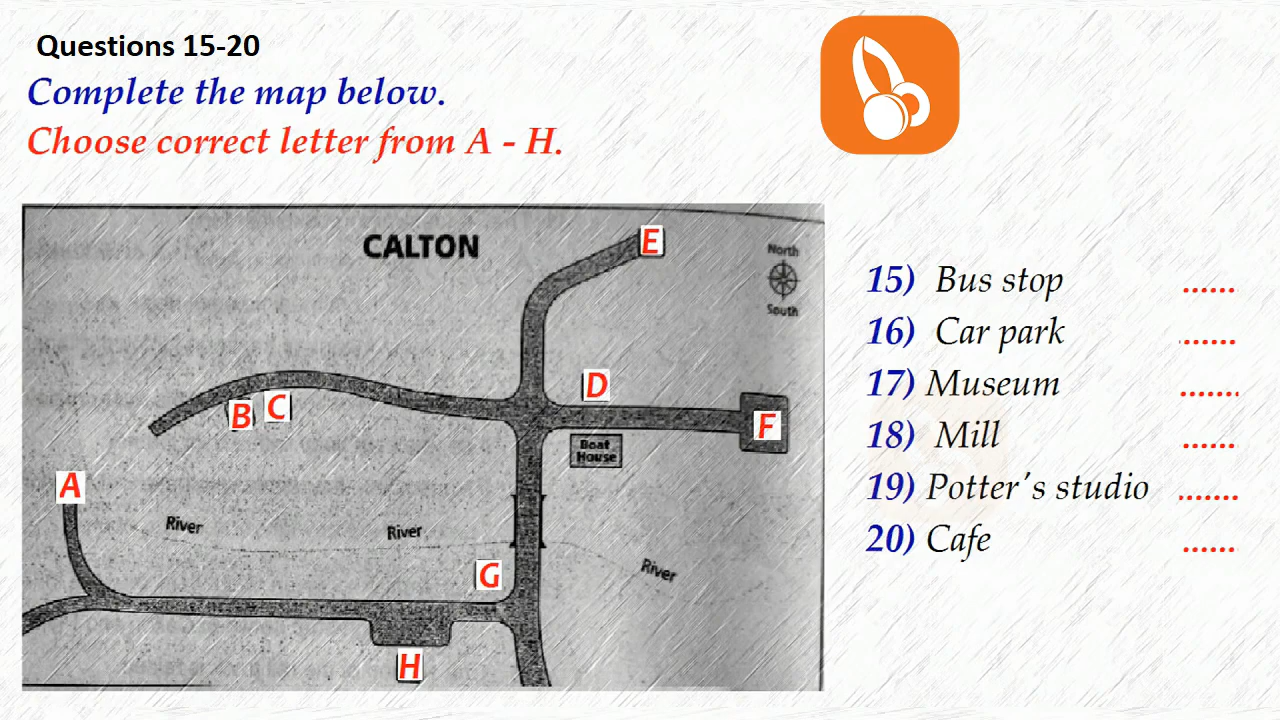 Questions 15-20
Complete the map below.
Choose correct letter from A - H.
CALTON
E
North
South
D
B
C
F
Boat
House
A
River
River
River
G
H
15) Bus stop ......
16) Car park ......
17) Museum .......
18) Mill ......
19) Potter's studio .......
20) Cafe ......